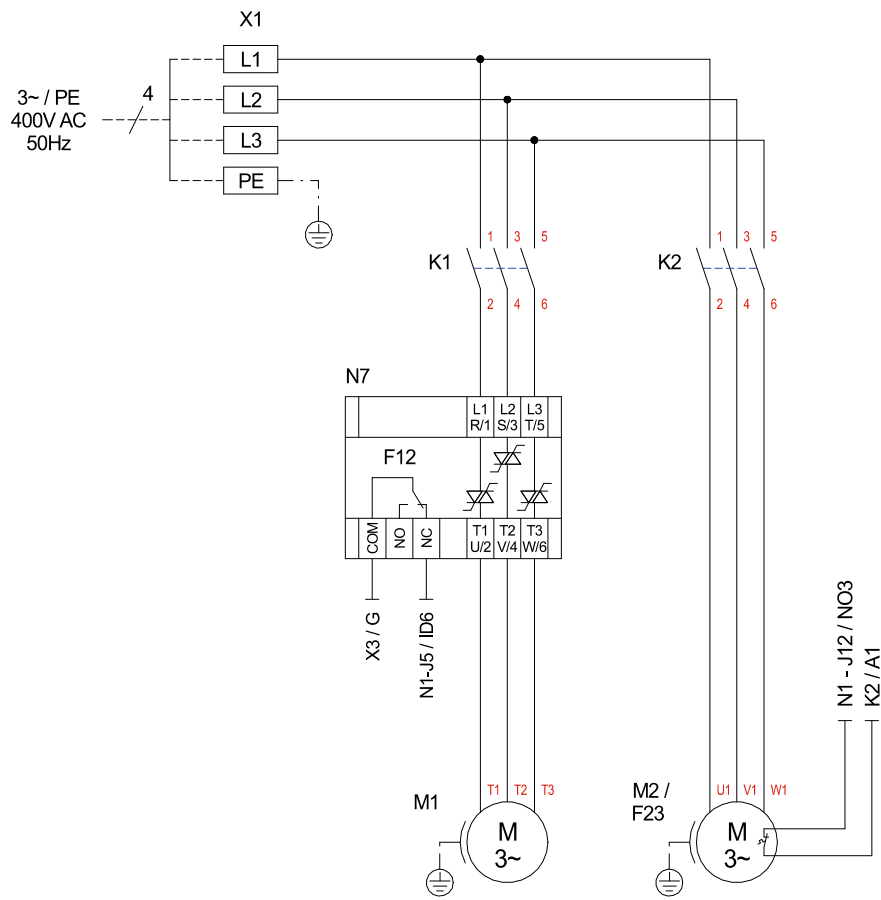 X1
L1
3~ / PE
400V AC
50Hz
4
L2
L3
PE
K1
1 3 5
2 4 6
K2
1 3 5
2 4 6
N7
L1 L2 L3
R/1 S/3 T/5
F12
COM NO NC
T1 T2 T3
U/2 V/4 W/6
X3 / G
N1-J5 / ID6
N1 - J12 / NO3
K2 / A1
M1
T1 T2 T3
M
3~
M2 /
F23
U1 V1 W1
M
3~